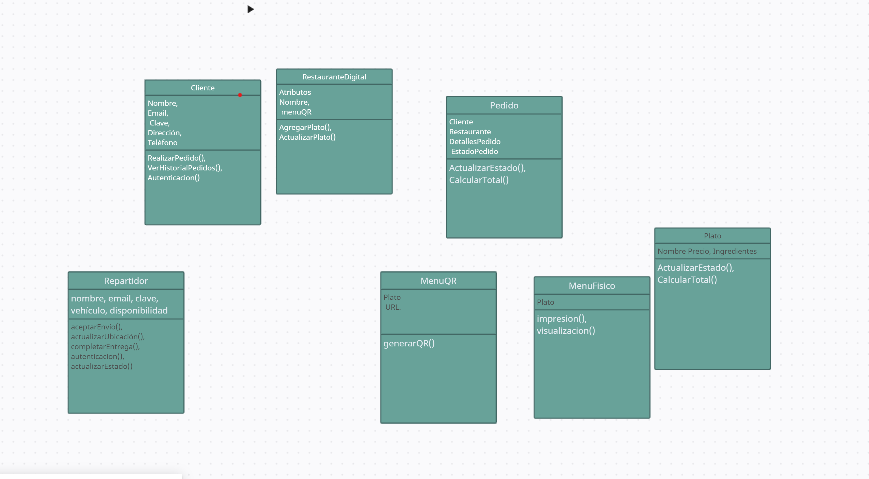 Cliente
Nombre,
Email,
Clave,
Dirección,
Teléfono
RealizarPedido(),
VerHistorialPedidos(),
Autenticacion()
RestauranteDigital
Atributos
Nombre,
menuQR
AgregarPlato(),
ActualizarPlato()
Pedido
Cliente
Restaurante
DetallesPedido
EstadoPedido
ActualizarEstado(),
CalcularTotal()
Plato
Nombre Precio, Ingredientes
ActualizarEstado(),
CalcularTotal()
Repartidor
nombre, email, clave,
vehículo, disponibilidad
aceptarEnvio(),
actualizarUbicación(),
completarEntrega(),
autenticacion(),
actualizarEstado()
MenuQR
Plato
URL.
generarQR()
MenuFisico
Plato
impresion(),
visualizacion()